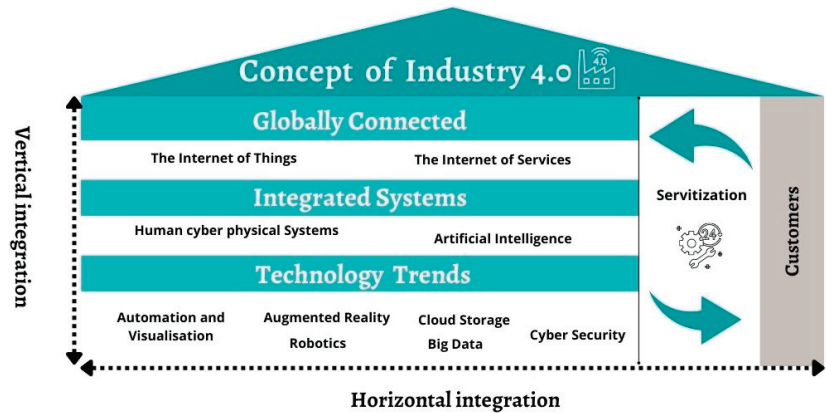 Concept of Industry 4.0
4.0
Globally Connected
The Internet of Things
The Internet of Services
Integrated Systems
Human cyber physical Systems
Artificial Intelligence
Technology Trends
Automation and
Visualisation
Augmented Reality
Robotics
Cloud Storage
Big Data
Cyber Security
Servitization
24
Customers
Vertical integration
Horizontal integration